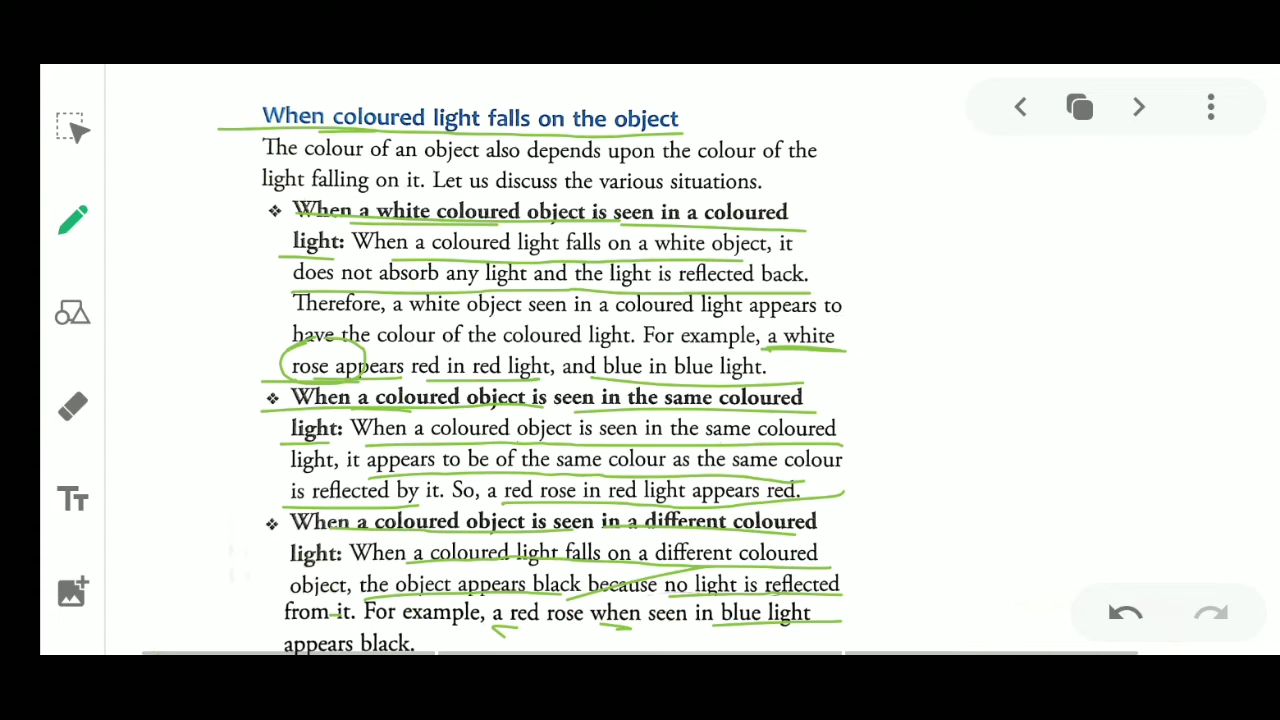 When coloured light falls on the object
The colour of an object also depends upon the colour of the
light falling on it. Let us discuss the various situations.
❖ When a white coloured object is seen in a coloured
light: When a coloured light falls on a white object, it
does not absorb any light and the light is reflected back.
Therefore, a white object seen in a coloured light appears to
have the colour of the coloured light. For example, a white
rose appears red in red light, and blue in blue light.
❖ When a coloured object is seen in the same coloured
light: When a coloured object is seen in the same coloured
light, it appears to be of the same colour as the same colour
is reflected by it. So, a red rose in red light appears red.
❖ When a coloured object is seen in a different coloured
light: When a coloured light falls on a different coloured
object, the object appears black because no light is reflected
from it. For example, a red rose when seen in blue light
appears black.
TT